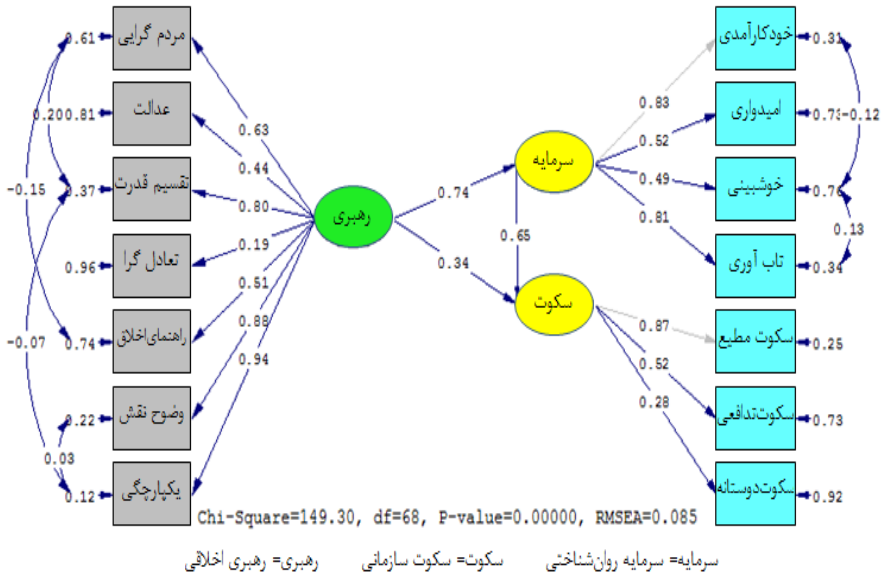 مردم گرایی
عدالت
تقسیم قدرت
تعادل گرا
راهنمای‌اخلاق
وضوح نقش
یکپارچگی
0.61
0.81
0.37
0.96
0.74
0.22
0.12
0.20
-0.15
-0.07
0.03
0.63
0.44
0.80
0.19
0.51
0.88
0.94
رهبری
0.74
0.34
سرمایه
0.65
سکوت
0.83
0.52
0.49
0.81
0.87
0.52
0.28
خودکارآمدی
امیدواری
خوشبینی
تاب آوری
سکوت مطیع
سکوت‌تدافعی
سکوت‌دوستانه
0.31
0.73
0.76
0.34
0.25
0.73
0.92
-0.12
0.13
Chi-Square=149.30, df=68, P-value=0.00000, RMSEA=0.085
سرمایه= سرمایه روان‌شناختی سکوت= سکوت سازمانی رهبری= رهبری اخلاقی